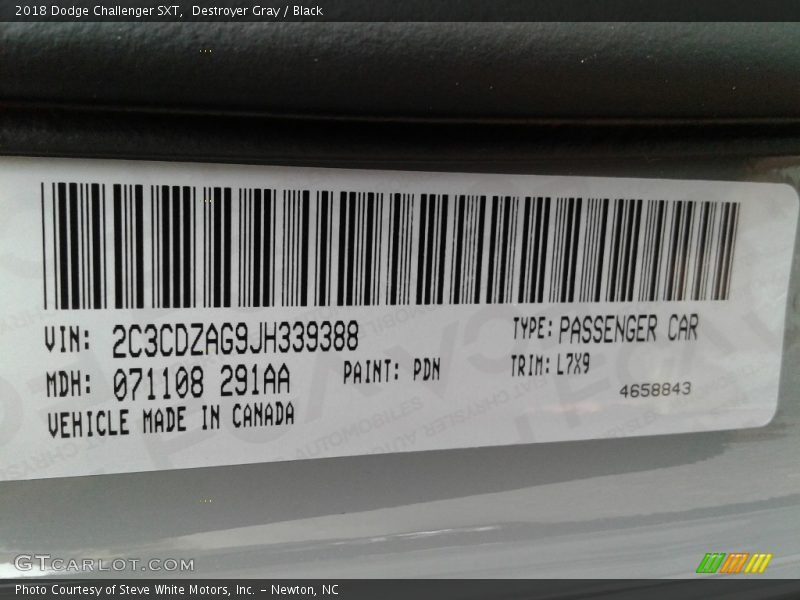 2018 Dodge Challenger SXT, Destroyer Gray / Black
VIN: 2C3CDZAG9JH339388 TYPE: PASSENGER CAR
MDH: 071108 291AA PAINT: PDN TRIM: L7X9
4658843
VEHICLE MADE IN CANADA
GTCARLOT.COM
Photo Courtesy of Steve White Motors, Inc. – Newton, NC